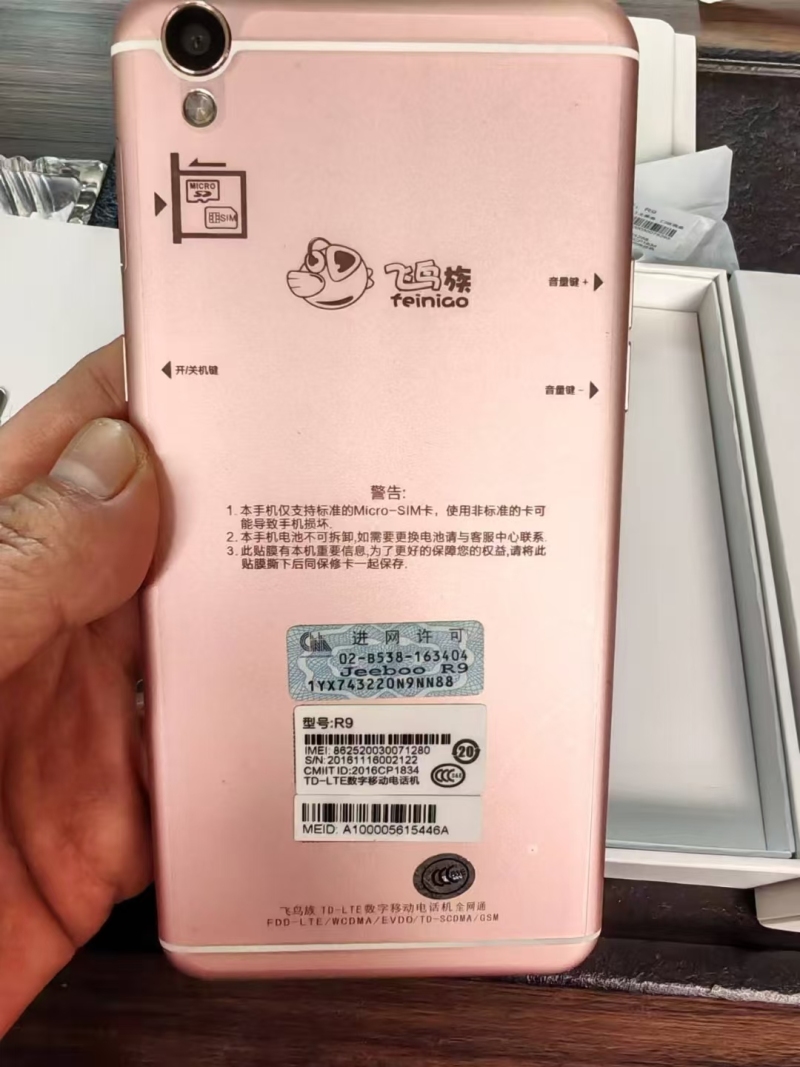 MICRO
SD
SIM
飞鸟族
feinigo
音量键 +
开/关机键
音量键 -
警告:
1. 本手机仅支持标准的Micro-SIM卡，使用非标准的卡可
能导致手机损坏.
2. 本手机电池不可拆卸,如需要更换电池请与客服中心联系.
3. 此贴膜有本机重要信息,为了更好的保障您的权益,请将此
贴膜撕下后同保修卡一起保存.
进网许可
02-B538-163404
Jeeboo R9
1YX743220N9NN88
型号:R9
IMEI: 862520030071280
S/N: 20161116002122
20
CMIIT ID:2016CP1834
TD-LTE数字移动电话机
MEID: A100005615446A
飞鸟族 TD-LTE数字移动电话机全网通
FDD-LTE/WCDMA/EVDO/TD-SCDMA/GSM